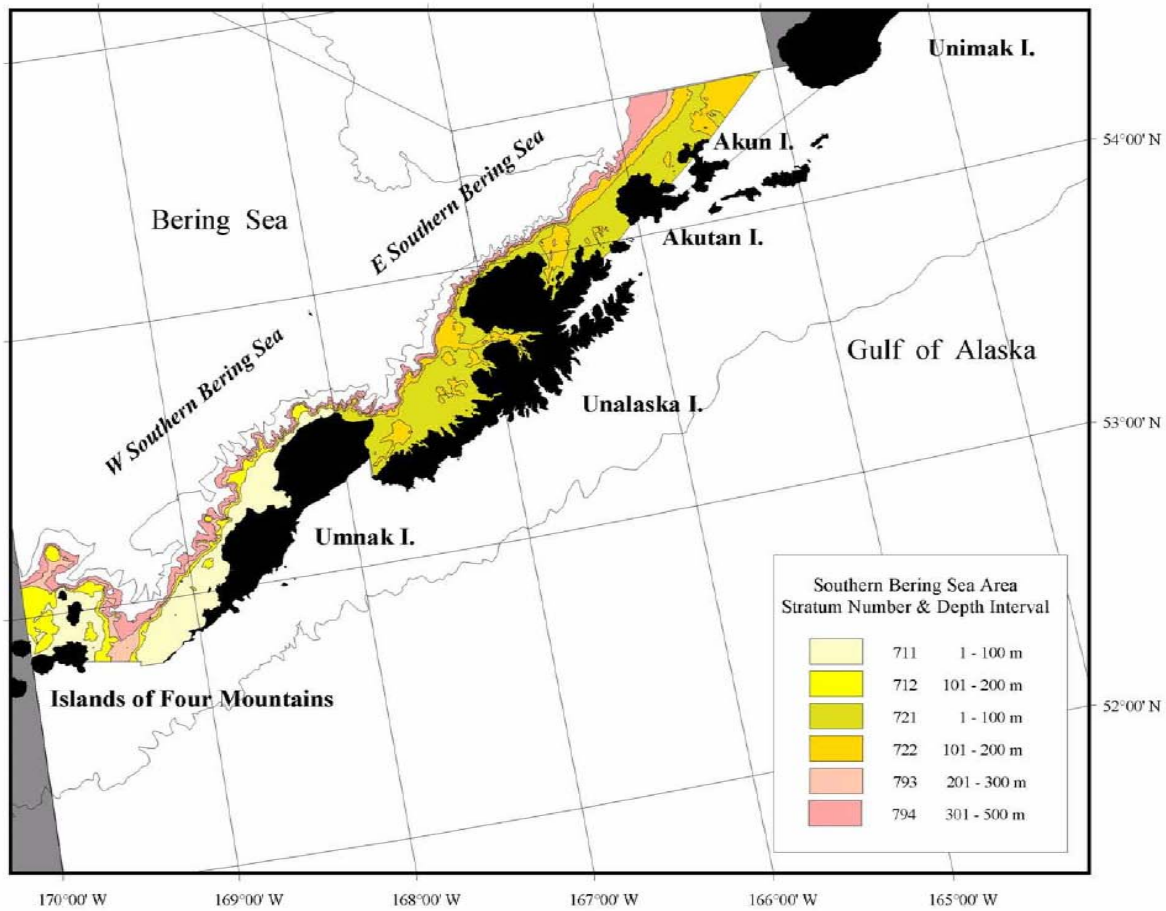 Unimak I.
54°00' N
Akun I.
E Southern Bering Sea
Bering Sea
Akutan I.
W Southern Bering Sea
Gulf of Alaska
Unalaska I.
53°00' N
Umnak I.
Islands of Four Mountains
52°00' N
Southern Bering Sea Area
Stratum Number & Depth Interval
711 1 - 100 m
712 101 - 200 m
721 1 - 100 m
722 101 - 200 m
793 201 - 300 m
794 301 - 500 m
170°00' W 169°00' W 168°00' W 167°00' W 166°00' W 165°00' W